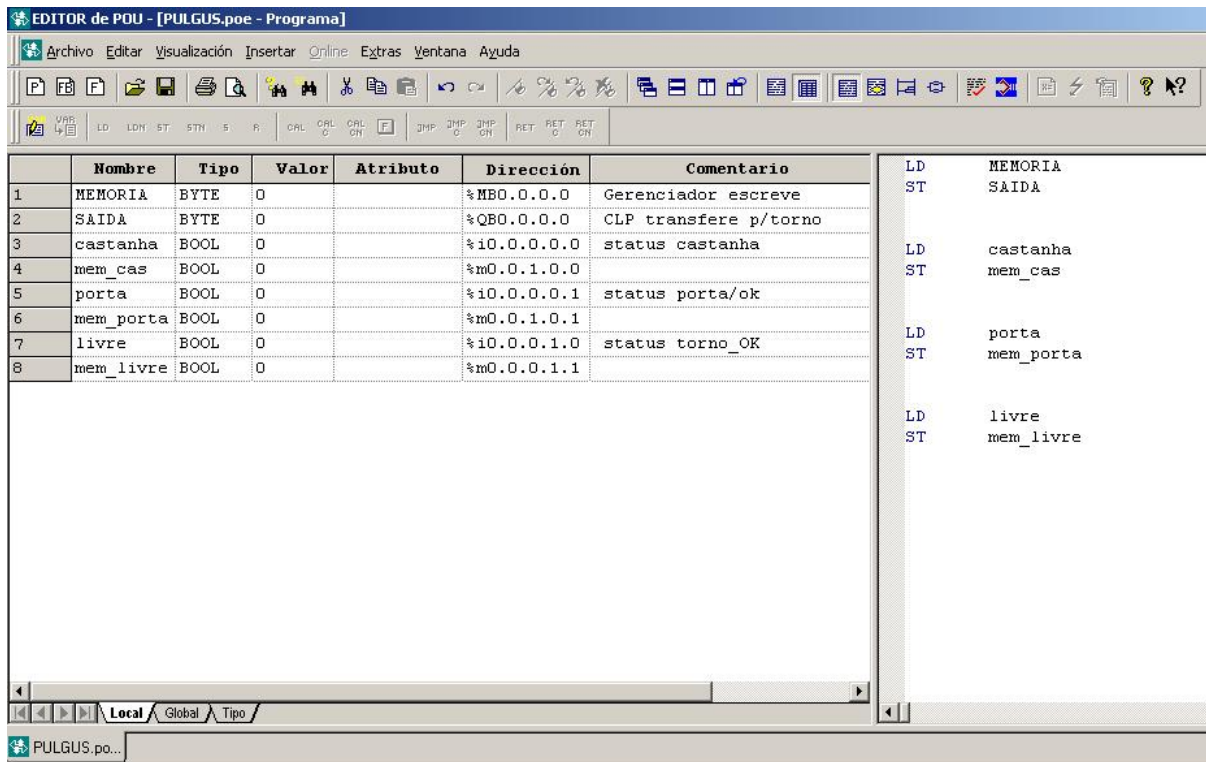 EDITOR de POU - [PULGUS.poe - Programa]
Archivo Editar Visualización Insertar Online Extras Ventana Ayuda
P FB F
VAR LD LDN ST STN S R CAL CAL C CAL CN F JMP JMP C JMP CN RET RET C RET CN
Nombre Tipo Valor Atributo Dirección Comentario
1 MEMORIA BYTE 0 %MB0.0.0.0 Gerenciador escreve
2 SAIDA BYTE 0 %QB0.0.0.0 CLP transfere p/torno
3 castanha BOOL 0 %i0.0.0.0.0 status castanha
4 mem_cas BOOL 0 %m0.0.1.0.0
5 porta BOOL 0 %i0.0.0.0.1 status porta/ok
6 mem_porta BOOL 0 %m0.0.1.0.1
7 livre BOOL 0 %i0.0.0.1.0 status torno_OK
8 mem_livre BOOL 0 %m0.0.0.1.1
LD MEMORIA
ST SAIDA
LD castanha
ST mem_cas
LD porta
ST mem_porta
LD livre
ST mem_livre
Local Global Tipo
PULGUS.po...